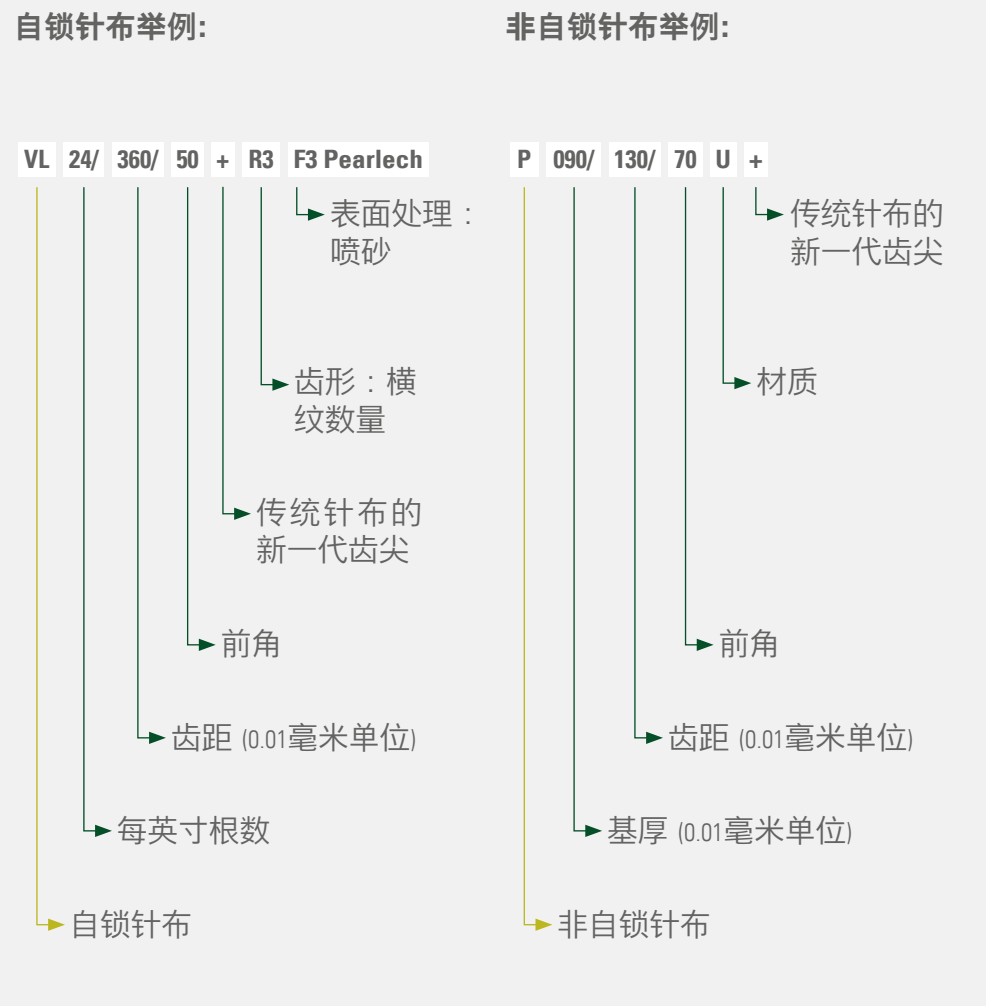 自锁针布举例:
VL 24/ 360/ 50 + R3 F3 Pearlech
表面处理：
喷砂
齿形：横
纹数量
传统针布的
新一代齿尖
前角
齿距 (0.01毫米单位)
每英寸根数
自锁针布
非自锁针布举例:
P 090/ 130/ 70 U +
传统针布的
新一代齿尖
材质
前角
齿距 (0.01毫米单位)
基厚 (0.01毫米单位)
非自锁针布